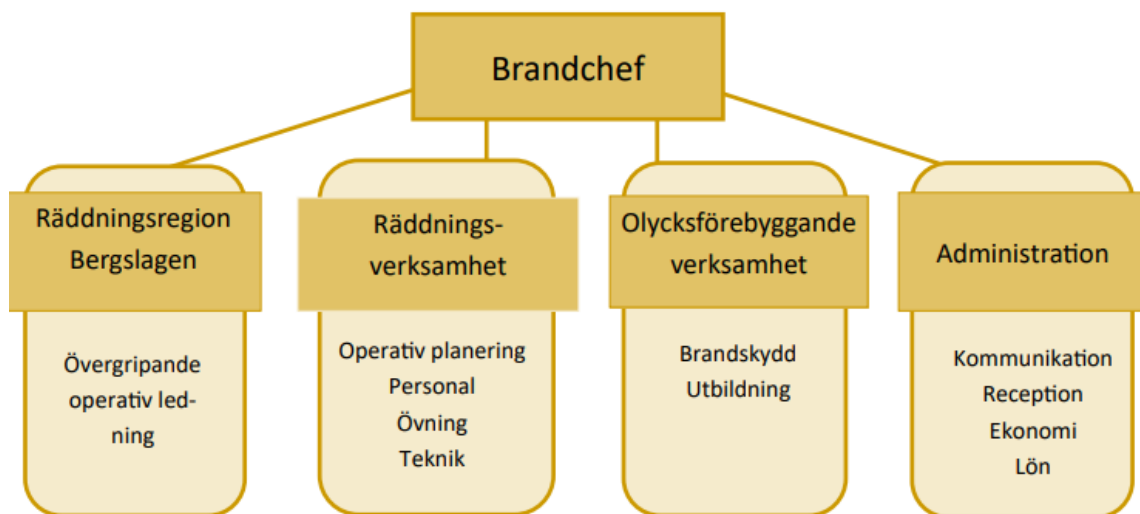 Brandchef
Räddningsregion
Bergslagen
Övergripande
operativ led-
ning
Räddnings-
verksamhet
Operativ planering
Personal
Övning
Teknik
Olycksförebyggande
verksamhet
Brandskydd
Utbildning
Administration
Kommunikation
Reception
Ekonomi
Lön